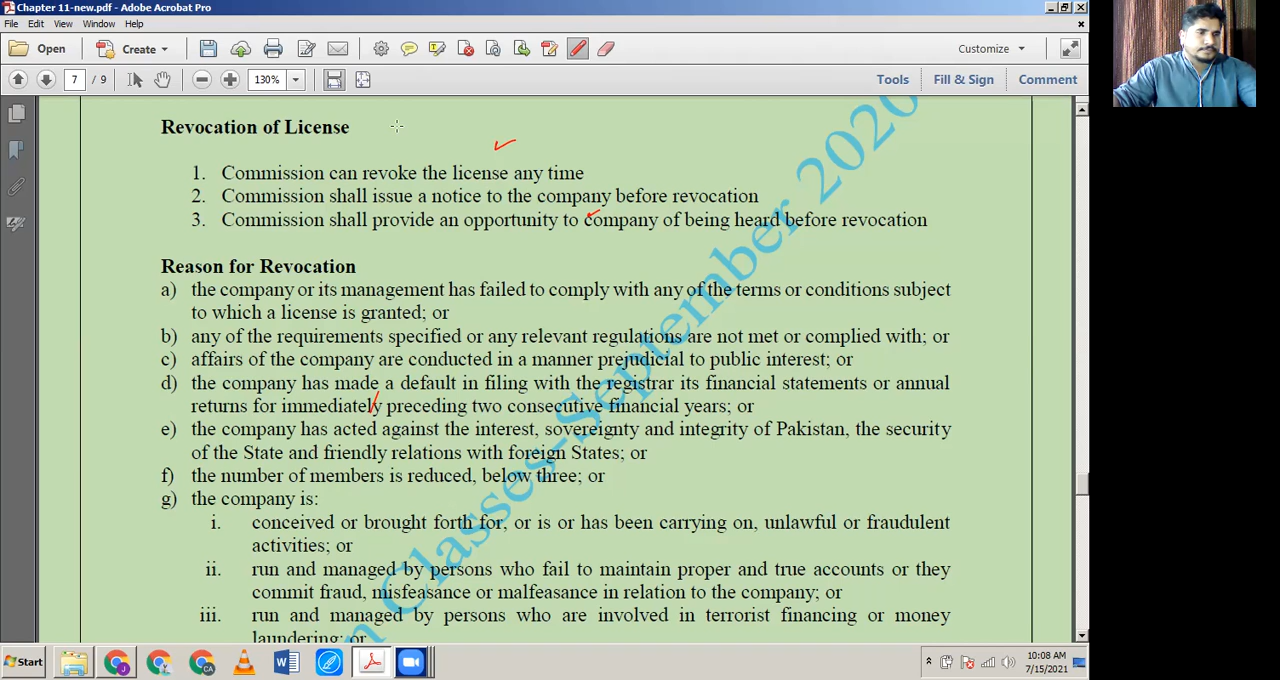 Chapter 11-new.pdf - Adobe Acrobat Pro
File Edit View Window Help
Open Create Customize
7 / 9 130% Tools Fill & Sign Comment
Revocation of License
1. Commission can revoke the license any time
2. Commission shall issue a notice to the company before revocation
3. Commission shall provide an opportunity to company of being heard before revocation
Reason for Revocation
a) the company or its management has failed to comply with any of the terms or conditions subject
to which a license is granted; or
b) any of the requirements specified or any relevant regulations are not met or complied with; or
c) affairs of the company are conducted in a manner prejudicial to public interest; or
d) the company has made a default in filing with the registrar its financial statements or annual
returns for immediately preceding two consecutive financial years; or
e) the company has acted against the interest, sovereignty and integrity of Pakistan, the security
of the State and friendly relations with foreign States; or
f) the number of members is reduced, below three; or
g) the company is:
i. conceived or brought forth for, or is or has been carrying on, unlawful or fraudulent
activities; or
ii. run and managed by persons who fail to maintain proper and true accounts or they
commit fraud, misfeasance or malfeasance in relation to the company; or
iii. run and managed by persons who are involved in terrorist financing or money
laundering; or
Classes-September 2020
Start 10:08 AM
7/15/2021